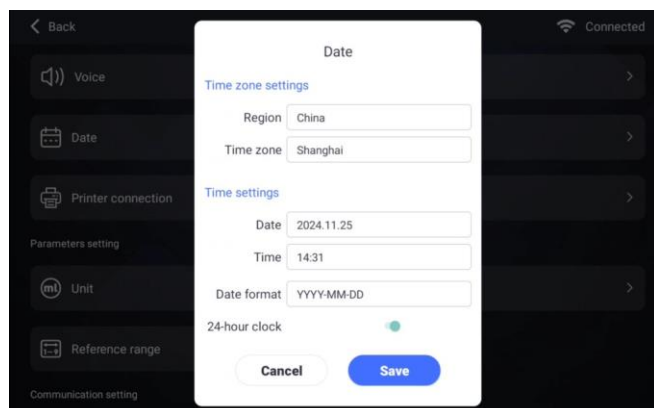 Back
Connected
Date
Voice
Time zone settings
Region China
Time zone Shanghai
Date
Printer connection
Time settings
Date 2024.11.25
Time 14:31
Parameters setting
Unit
ml
Date format YYYY-MM-DD
24-hour clock
Reference range
Cancel Save
Communication setting